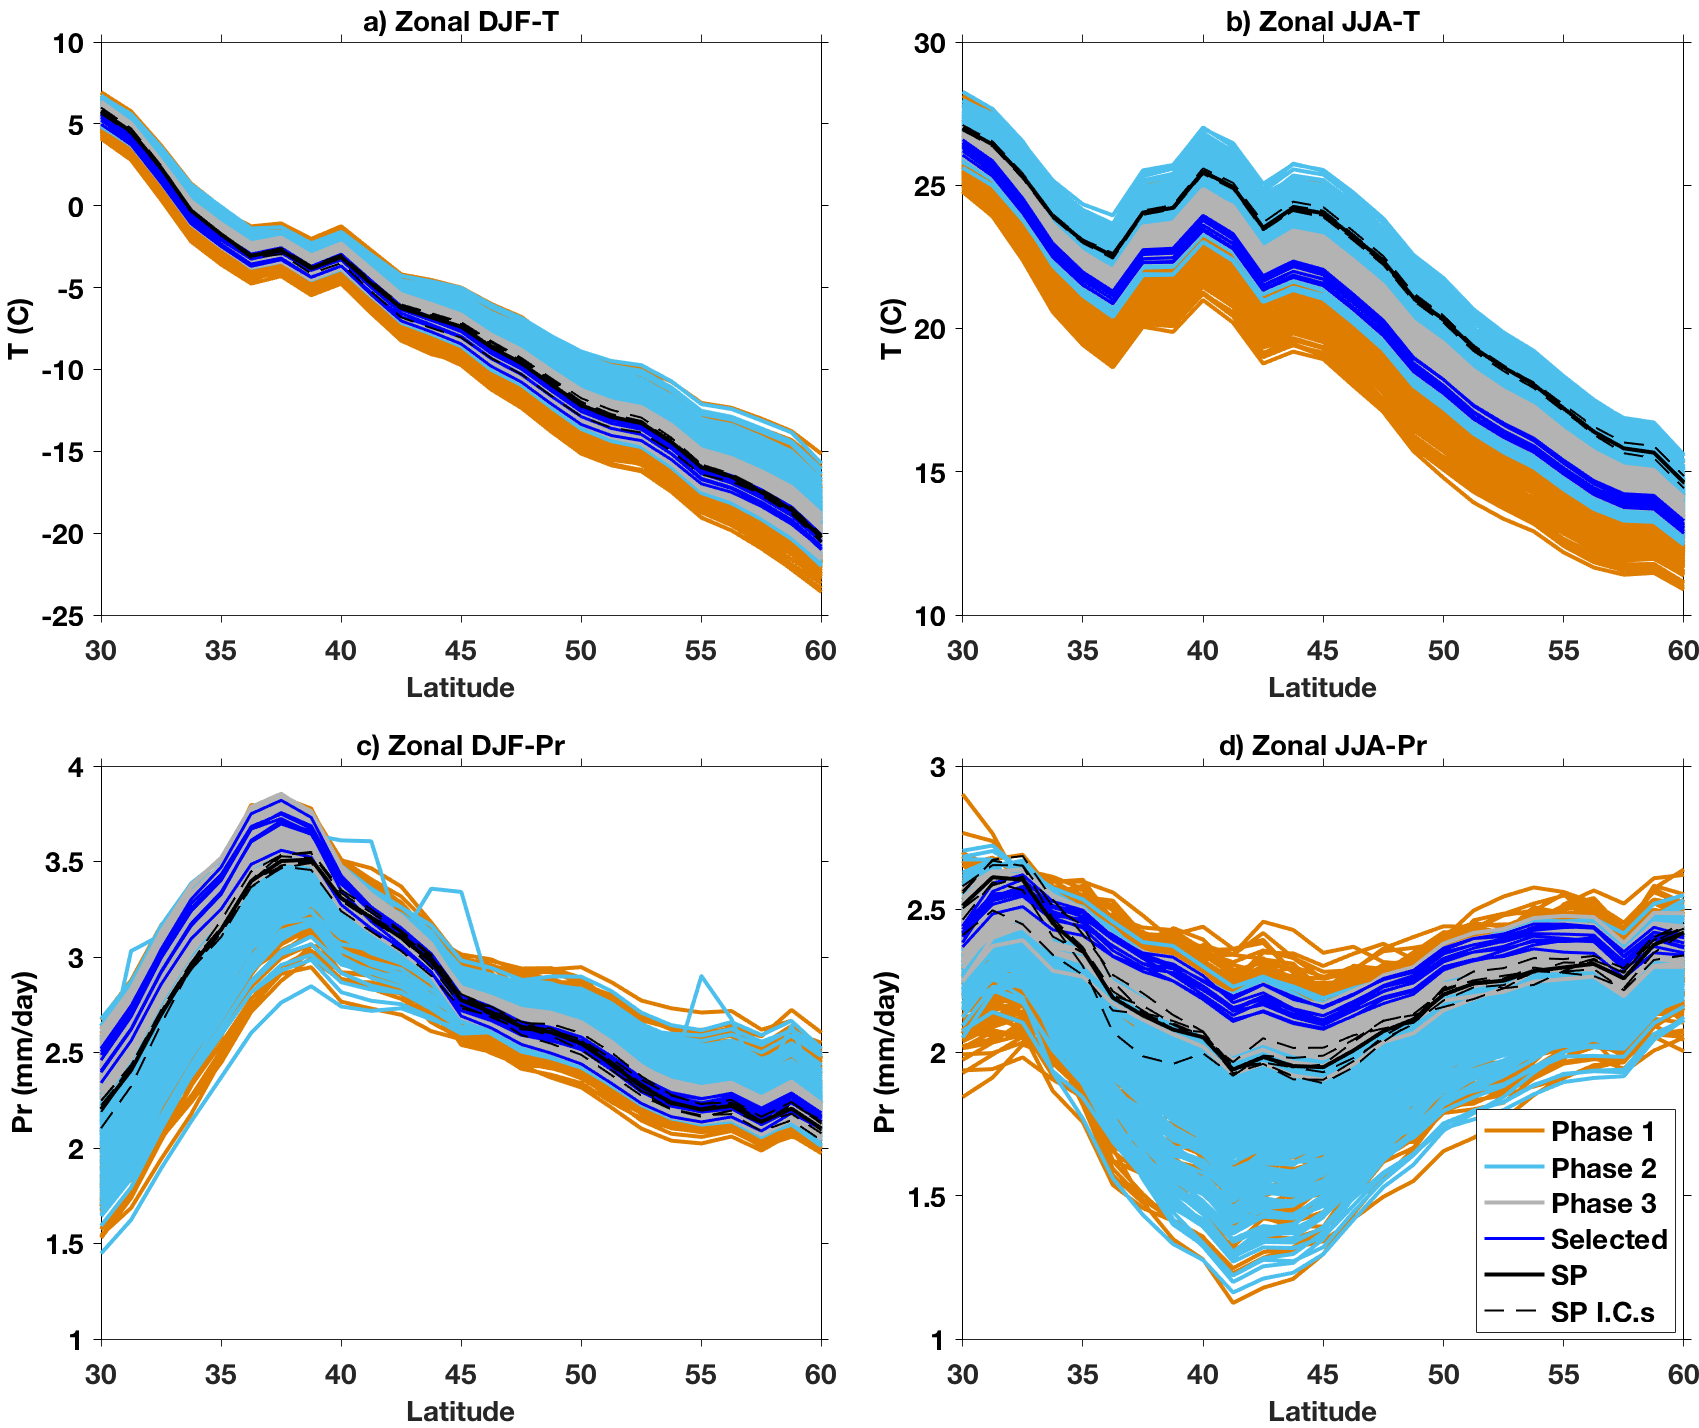 a) Zonal DJF-T
10
5
0
-5
-10
-15
-20
-25
T (C)
30 35 40 45 50 55 60
Latitude
b) Zonal JJA-T
30
25
20
15
10
T (C)
30 35 40 45 50 55 60
Latitude
c) Zonal DJF-Pr
4
3.5
3
2.5
2
1.5
1
Pr (mm/day)
30 35 40 45 50 55 60
Latitude
d) Zonal JJA-Pr
3
2.5
2
1.5
1
Pr (mm/day)
Phase 1
Phase 2
Phase 3
Selected
SP
SP I.C.s
30 35 40 45 50 55 60
Latitude